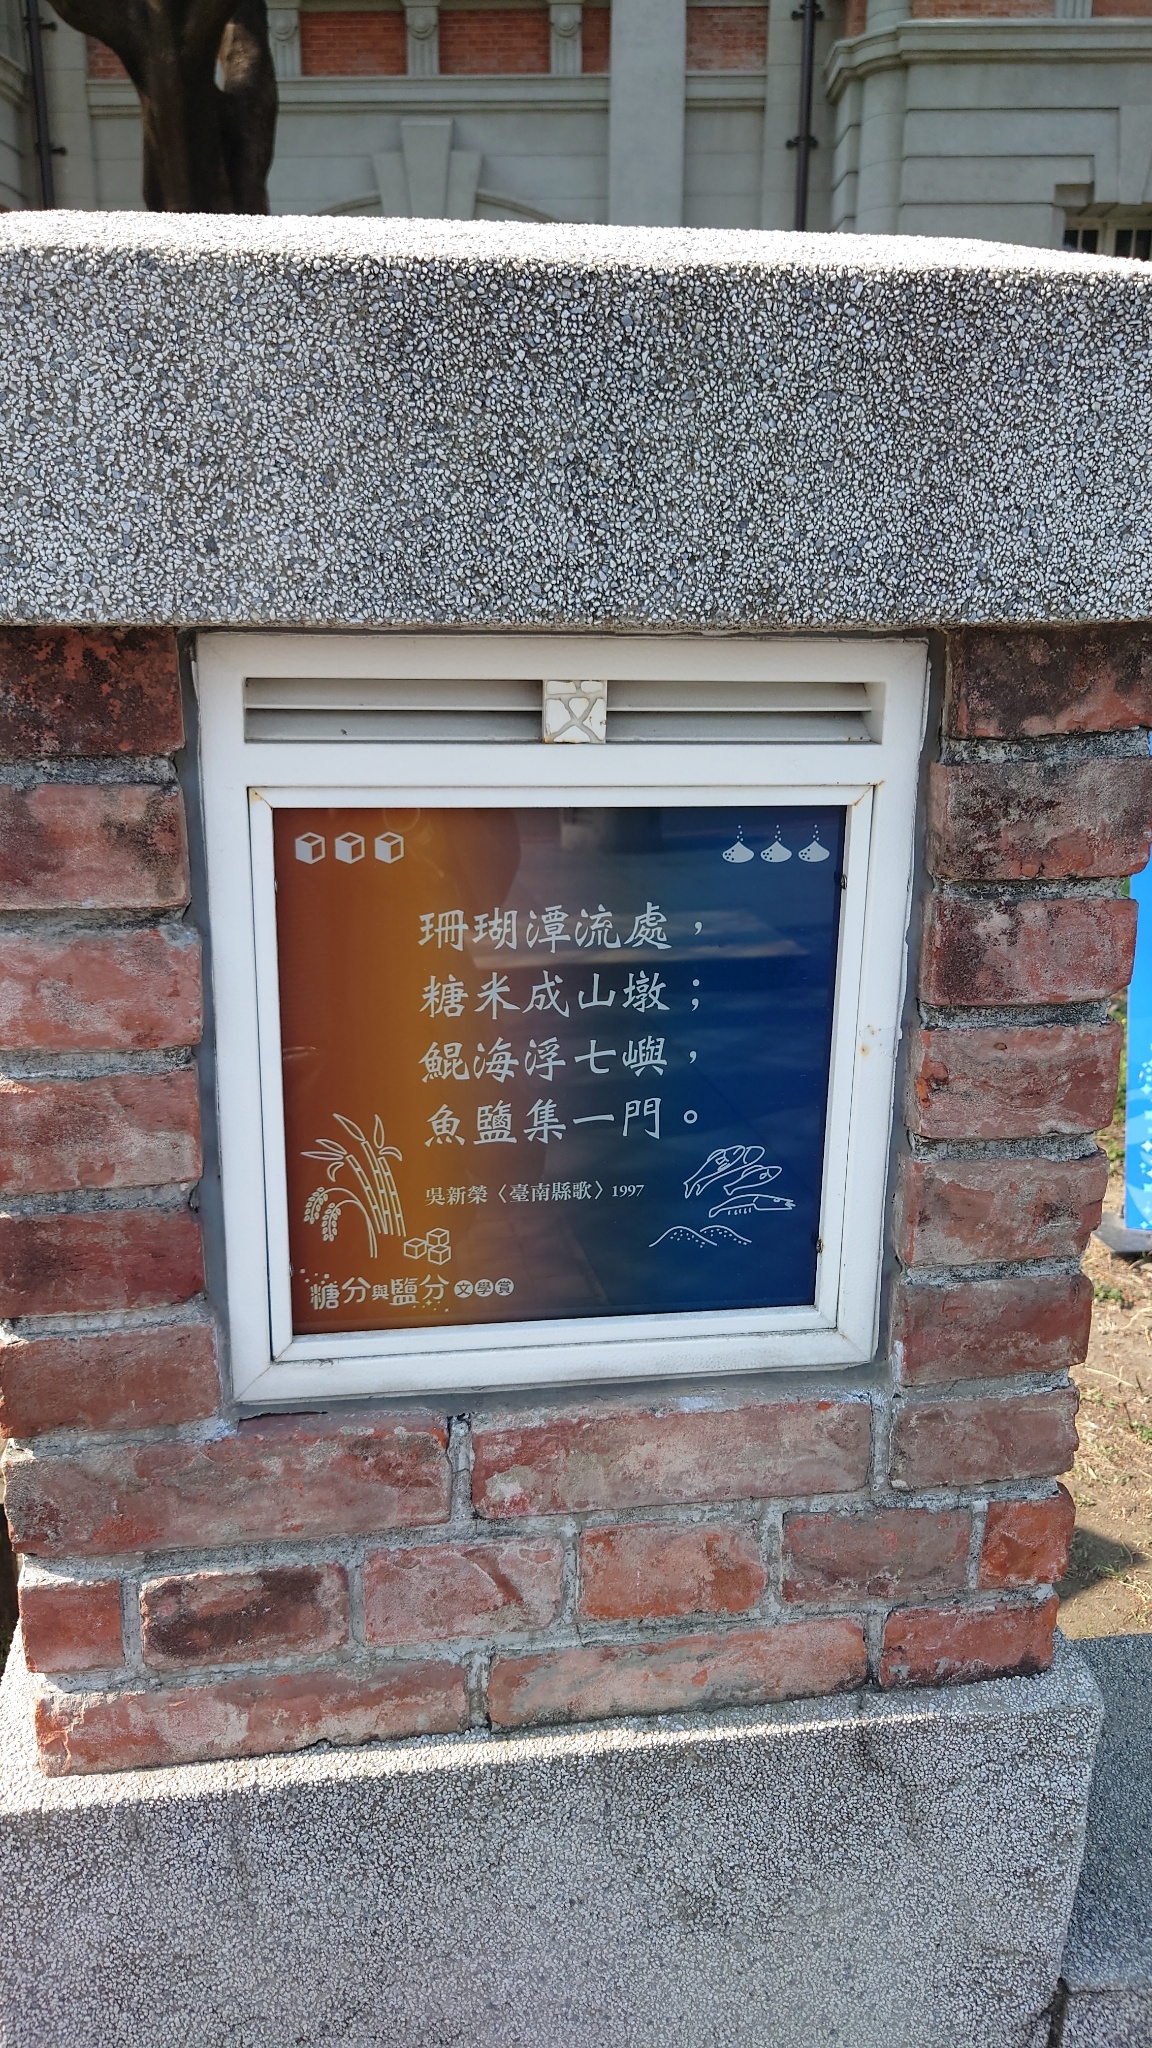 珊瑚潭流處，
糖米成山墩；
鯤海浮七嶼，
魚鹽集一門。
吳新榮〈臺南縣歌〉1997
糖分與鹽分文學賞